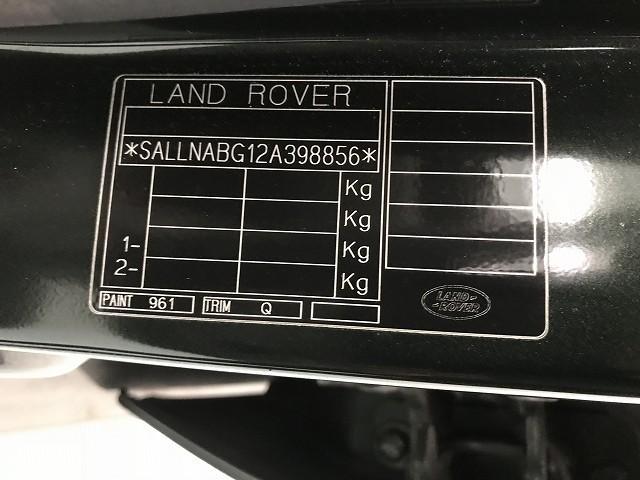 LAND ROVER
*SALLNABG12A398856*
Kg
Kg
1- Kg
2- Kg
PAINT 961 TRIM Q
LAND-
-ROVER